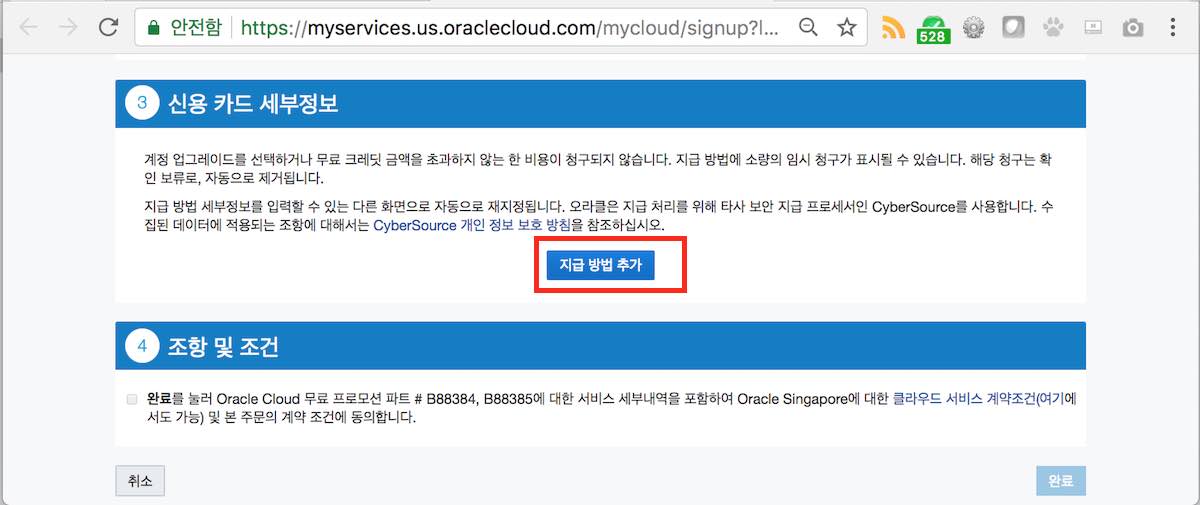 안전함 https://myservices.us.oraclecloud.com/mycloud/signup?l...
528
3 신용 카드 세부정보
계정 업그레이드를 선택하거나 무료 크레딧 금액을 초과하지 않는 한 비용이 청구되지 않습니다. 지급 방법에 소량의 임시 청구가 표시될 수 있습니다. 해당 청구는 확
인 보류로, 자동으로 제거됩니다.
지급 방법 세부정보를 입력할 수 있는 다른 화면으로 자동으로 재지정됩니다. 오라클은 지급 처리를 위해 타사 보안 지급 프로세서인 CyberSource를 사용합니다. 수
집된 데이터에 적용되는 조항에 대해서는 CyberSource 개인 정보 보호 방침을 참조하십시오.
지급 방법 추가
4 조항 및 조건
완료를 눌러 Oracle Cloud 무료 프로모션 파트 # B88384, B88385에 대한 서비스 세부내역을 포함하여 Oracle Singapore에 대한 클라우드 서비스 계약조건(여기에
서도 가능) 및 본 주문의 계약 조건에 동의합니다.
취소
완료